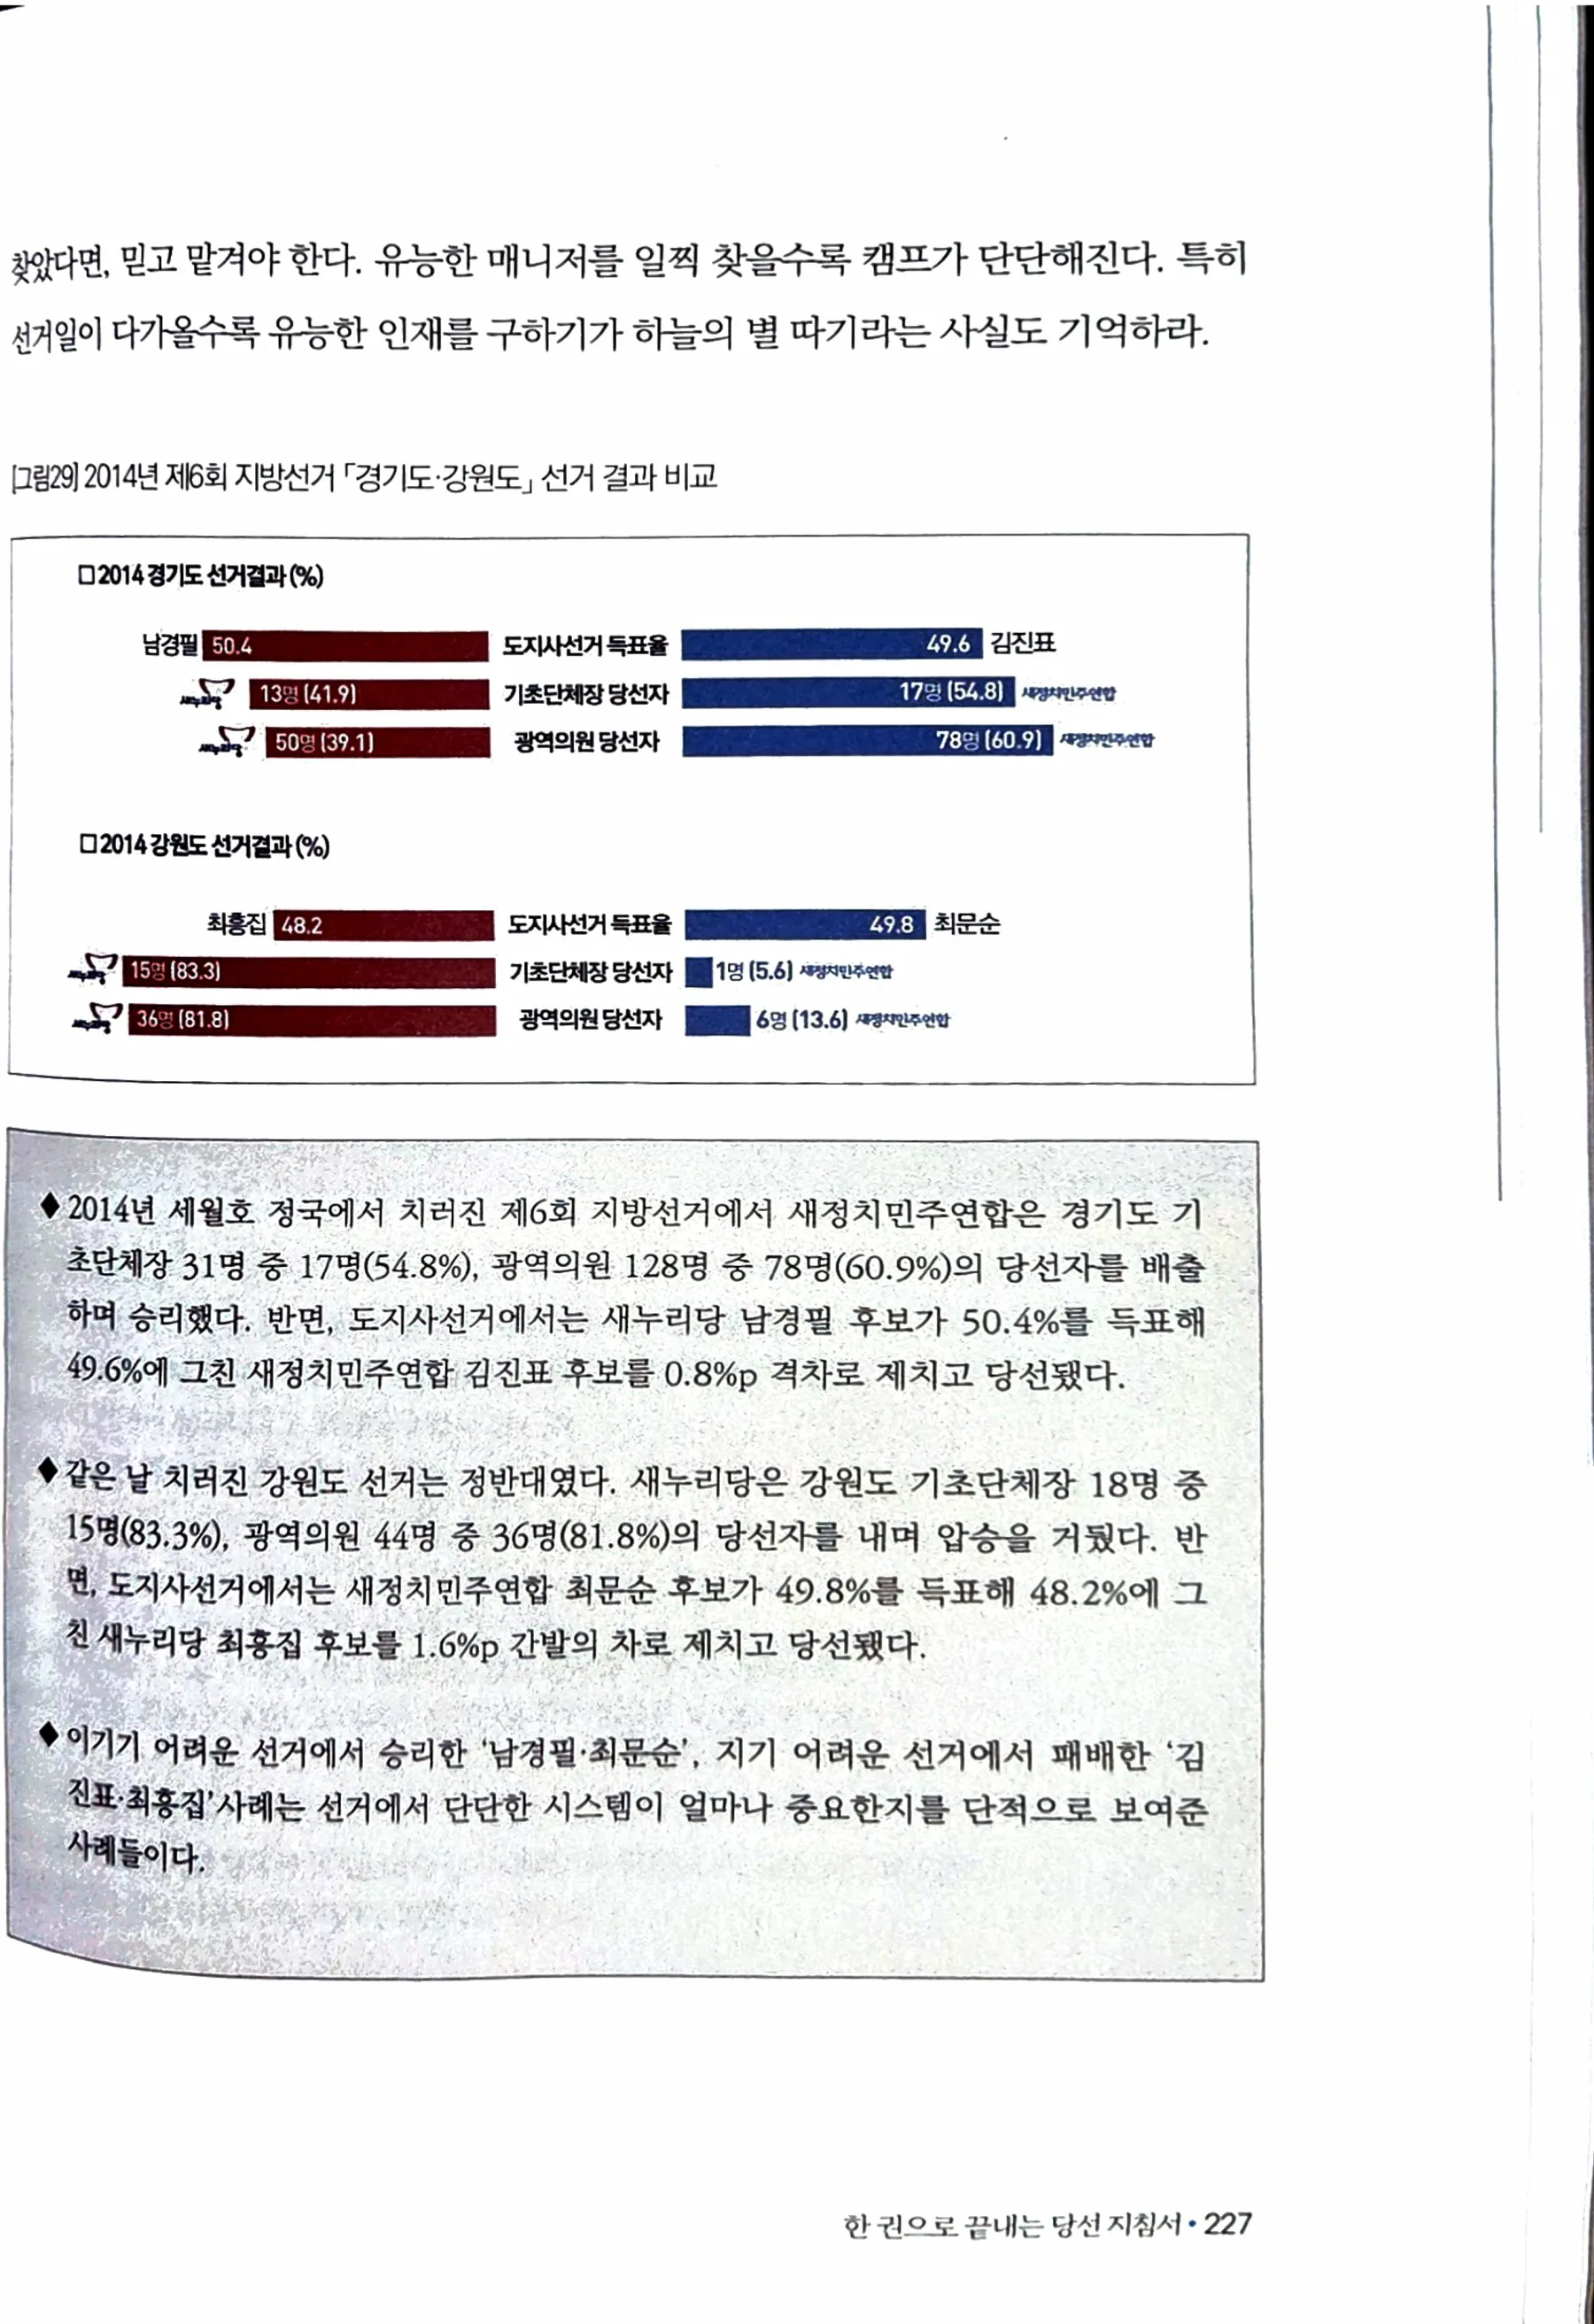 찾았다면, 믿고 맡겨야 한다. 유능한 매니저를 일찍 찾을수록 캠프가 단단해진다. 특히
선거일이 다가올수록 유능한 인재를 구하기가 하늘의 별 따기라는 사실도 기억하라.
[그림29] 2014년 제6회 지방선거 「경기도·강원도」 선거 결과 비교
□ 2014 경기도 선거결과 (%)
남경필 50.4 도지사선거 득표율 49.6 김진표
새누리당 13명 (41.9) 기초단체장 당선자 17명 (54.8) 새정치민주연합
새누리당 50명 (39.1) 광역의원 당선자 78명 (60.9) 새정치민주연합
□ 2014 강원도 선거결과 (%)
최흥집 48.2 도지사선거 득표율 49.8 최문순
새누리당 15명 (83.3) 기초단체장 당선자 1명 (5.6) 새정치민주연합
새누리당 36명 (81.8) 광역의원 당선자 6명 (13.6) 새정치민주연합
♦ 2014년 세월호 정국에서 치러진 제6회 지방선거에서 새정치민주연합은 경기도 기
초단체장 31명 중 17명(54.8%), 광역의원 128명 중 78명(60.9%)의 당선자를 배출
하며 승리했다. 반면, 도지사선거에서는 새누리당 남경필 후보가 50.4%를 득표해
49.6%에 그친 새정치민주연합 김진표 후보를 0.8%p 격차로 제치고 당선됐다.
♦ 같은 날 치러진 강원도 선거는 정반대였다. 새누리당은 강원도 기초단체장 18명 중
15명(83.3%), 광역의원 44명 중 36명(81.8%)의 당선자를 내며 압승을 거뒀다. 반
면, 도지사선거에서는 새정치민주연합 최문순 후보가 49.8%를 득표해 48.2%에 그
친 새누리당 최흥집 후보를 1.6%p 간발의 차로 제치고 당선됐다.
♦ 이기기 어려운 선거에서 승리한 ‘남경필·최문순’, 지기 어려운 선거에서 패배한 ‘김
진표·최흥집’사례는 선거에서 단단한 시스템이 얼마나 중요한지를 단적으로 보여준
사례들이다.
한 권으로 끝내는 당선 지침서 • 227